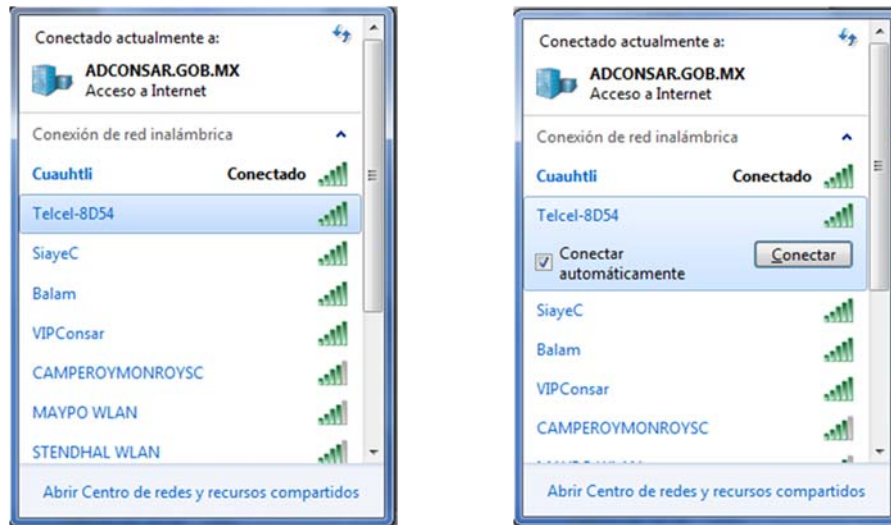 Conectado actualmente a:
ADCONSAR.GOB.MX
Acceso a Internet
Conexión de red inalámbrica
Cuauhtli Conectado
Telcel-8D54
SiayeC
Balam
VIPConsar
CAMPEROYMONROYSC
MAYPO WLAN
STENDHAL WLAN
Abrir Centro de redes y recursos compartidos
Conectado actualmente a:
ADCONSAR.GOB.MX
Acceso a Internet
Conexión de red inalámbrica
Cuauhtli Conectado
Telcel-8D54
Conectar
automáticamente
Conectar
SiayeC
Balam
VIPConsar
CAMPEROYMONROYSC
Abrir Centro de redes y recursos compartidos